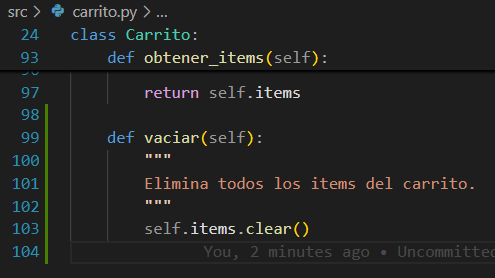 src > carrito.py > ...
24 class Carrito:
93 def obtener_items(self):
96
97 return self.items
98
99 def vaciar(self):
100 """
101 Elimina todos los items del carrito.
102 """
103 self.items.clear()
104 You, 2 minutes ago • Uncommitted